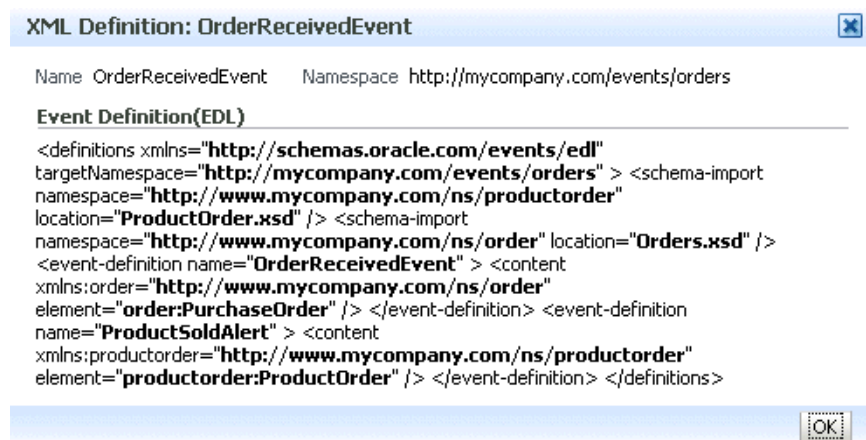 XML Definition: OrderReceivedEvent
Name OrderReceivedEvent Namespace http://mycompany.com/events/orders
Event Definition(EDL)
<definitions xmlns="http://schemas.oracle.com/events/edl"
targetNamespace="http://mycompany.com/events/orders" > <schema-import
namespace="http://www.mycompany.com/ns/productorder"
location="ProductOrder.xsd" /> <schema-import
namespace="http://www.mycompany.com/ns/order" location="Orders.xsd" />
<event-definition name="OrderReceivedEvent" > <content
xmlns:order="http://www.mycompany.com/ns/order"
element="order:PurchaseOrder" /> </event-definition> <event-definition
name="ProductSoldAlert" > <content
xmlns:productorder="http://www.mycompany.com/ns/productorder"
element="productorder:ProductOrder" /> </event-definition> </definitions>
OK